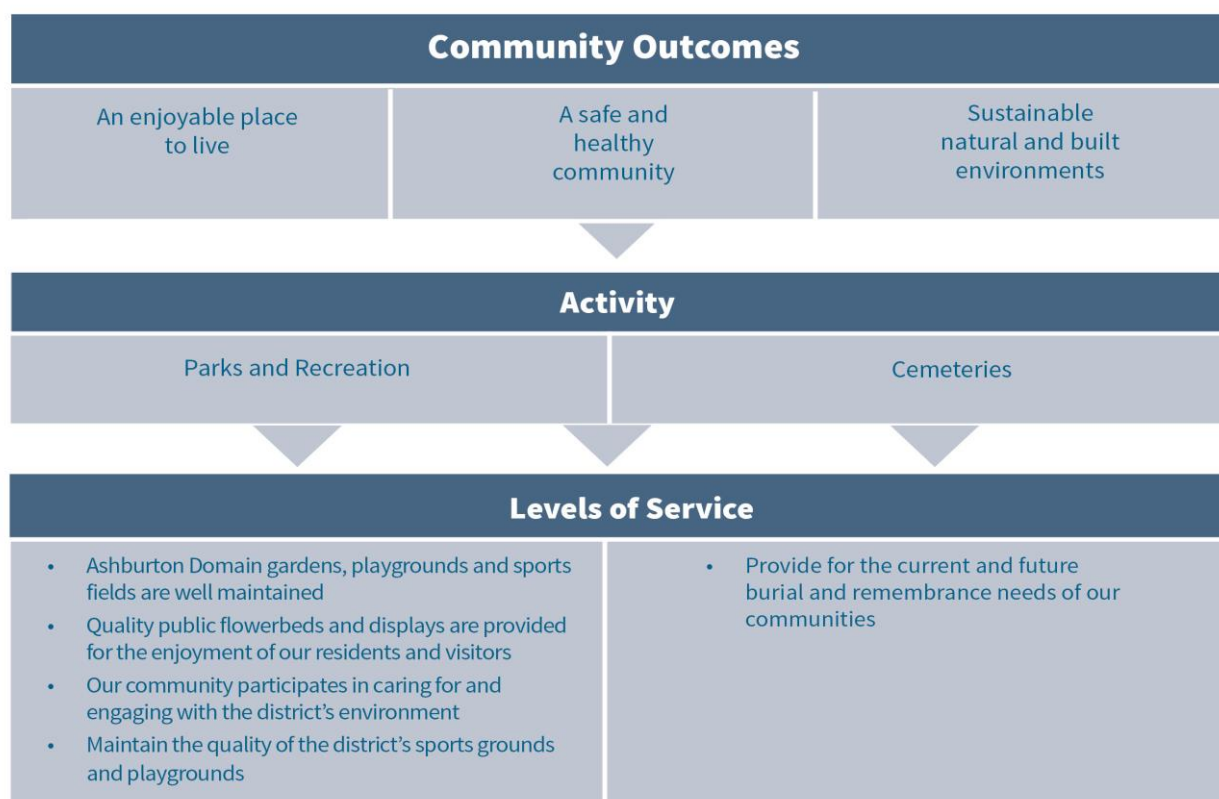 Community Outcomes
An enjoyable place
to live
A safe and
healthy
community
Sustainable
natural and built
environments
Activity
Parks and Recreation
Cemeteries
Levels of Service
• Ashburton Domain gardens, playgrounds and sports
fields are well maintained
• Quality public flowerbeds and displays are provided
for the enjoyment of our residents and visitors
• Our community participates in caring for and
engaging with the district's environment
• Maintain the quality of the district's sports grounds
and playgrounds
• Provide for the current and future
burial and remembrance needs of our
communities